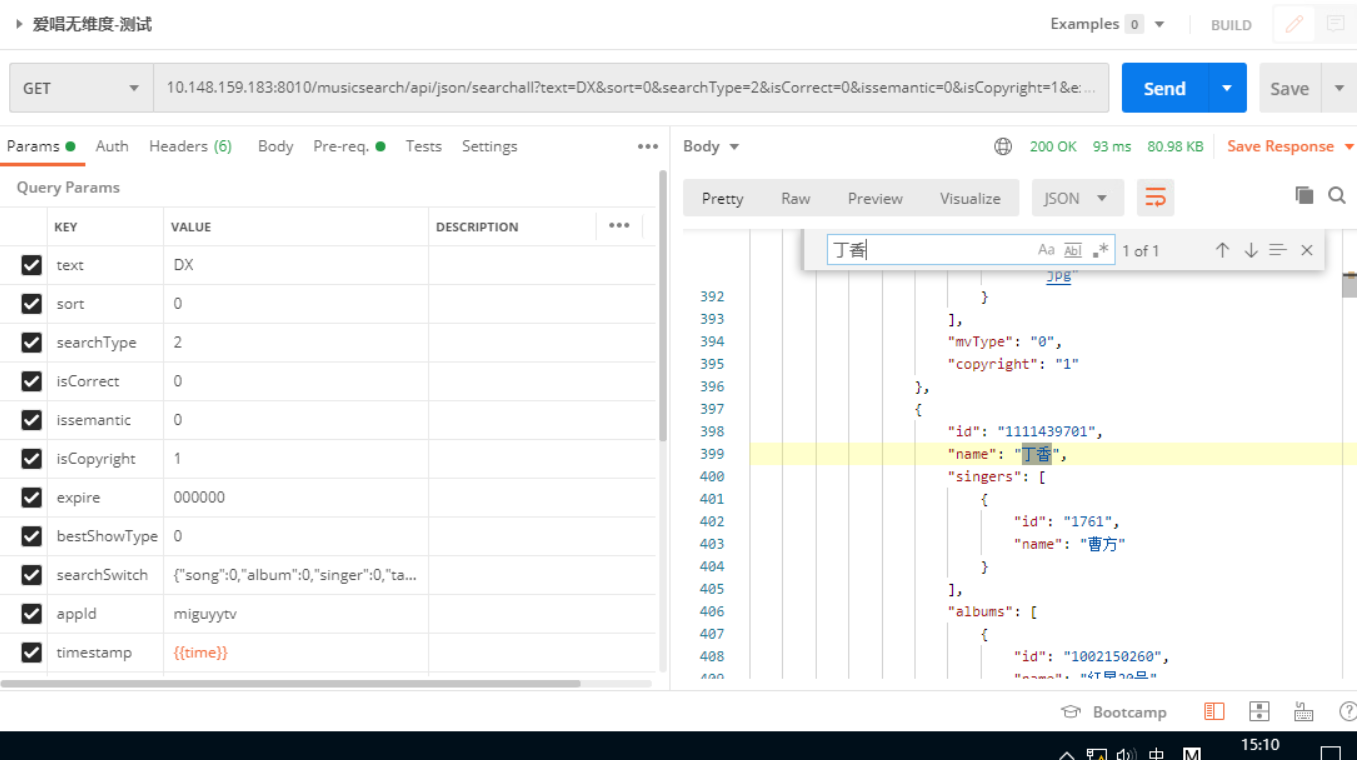 爱唱无维度-测试
Examples 0
BUILD
GET
10.148.159.183:8010/musicsearch/api/json/searchall?text=DX&sort=0&searchType=2&isCorrect=0&issemantic=0&isCopyright=1&e:...
Send
Save
Params Auth Headers (6) Body Pre-req. Tests Settings •••
Query Params
KEY VALUE DESCRIPTION •••
text DX
sort 0
searchType 2
isCorrect 0
issemantic 0
isCopyright 1
expire 000000
bestShowType 0
searchSwitch {"song":0,"album":0,"singer":0,"ta...
appId miguyytv
timestamp {{time}}
Body 200 OK 93 ms 80.98 KB Save Response
Pretty Raw Preview Visualize JSON
丁香 Aa Abl .* 1 of 1
jpg"
392 }
393 ],
394 "mvType": "0",
395 "copyright": "1"
396 },
397 {
398 "id": "1111439701",
399 "name": "丁香",
400 "singers": [
401 {
402 "id": "1761",
403 "name": "曹方"
404 }
405 ],
406 "albums": [
407 {
408 "id": "1002150260",
409 "name":
Bootcamp
中 M 15:10